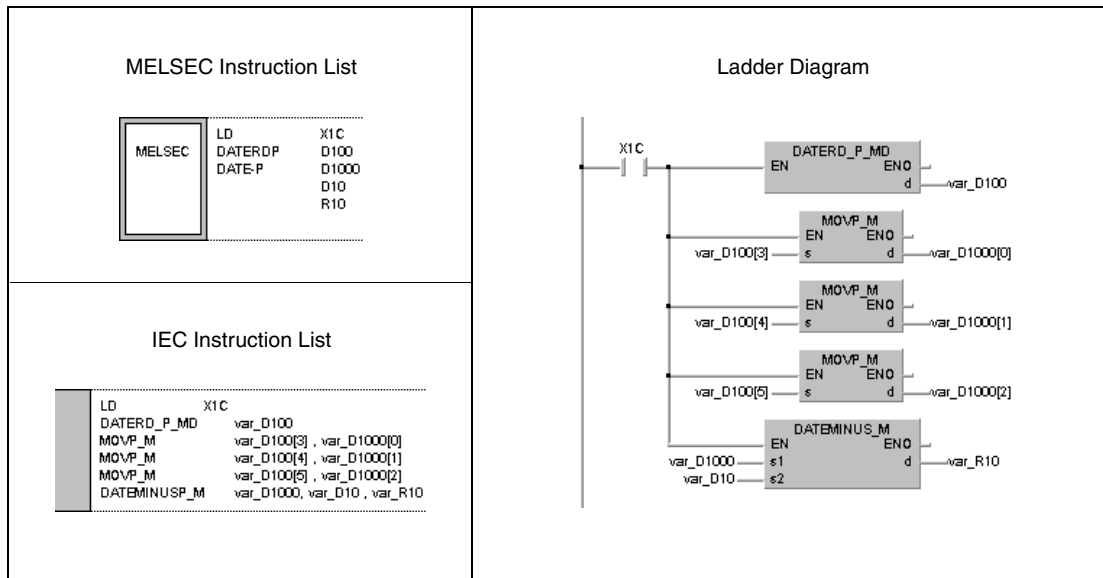 MELSEC Instruction List
MELSEC
LD X1C
DATERDP D100
DATE-P D1000
D10
R10
IEC Instruction List
LD X1C
DATERD_P_MD var_D100
MOVP_M var_D100[3] , var_D1000[0]
MOVP_M var_D100[4] , var_D1000[1]
MOVP_M var_D100[5] , var_D1000[2]
DATEMINUSP_M var_D1000, var_D10 , var_R10
Ladder Diagram
X1C
DATERD_P_MD
EN ENO
d var_D100
MOVP_M
EN ENO
var_D100[3] s d var_D1000[0]
MOVP_M
EN ENO
var_D100[4] s d var_D1000[1]
MOVP_M
EN ENO
var_D100[5] s d var_D1000[2]
DATEMINUS_M
EN ENO
var_D1000 s1 d var_R10
var_D10 s2